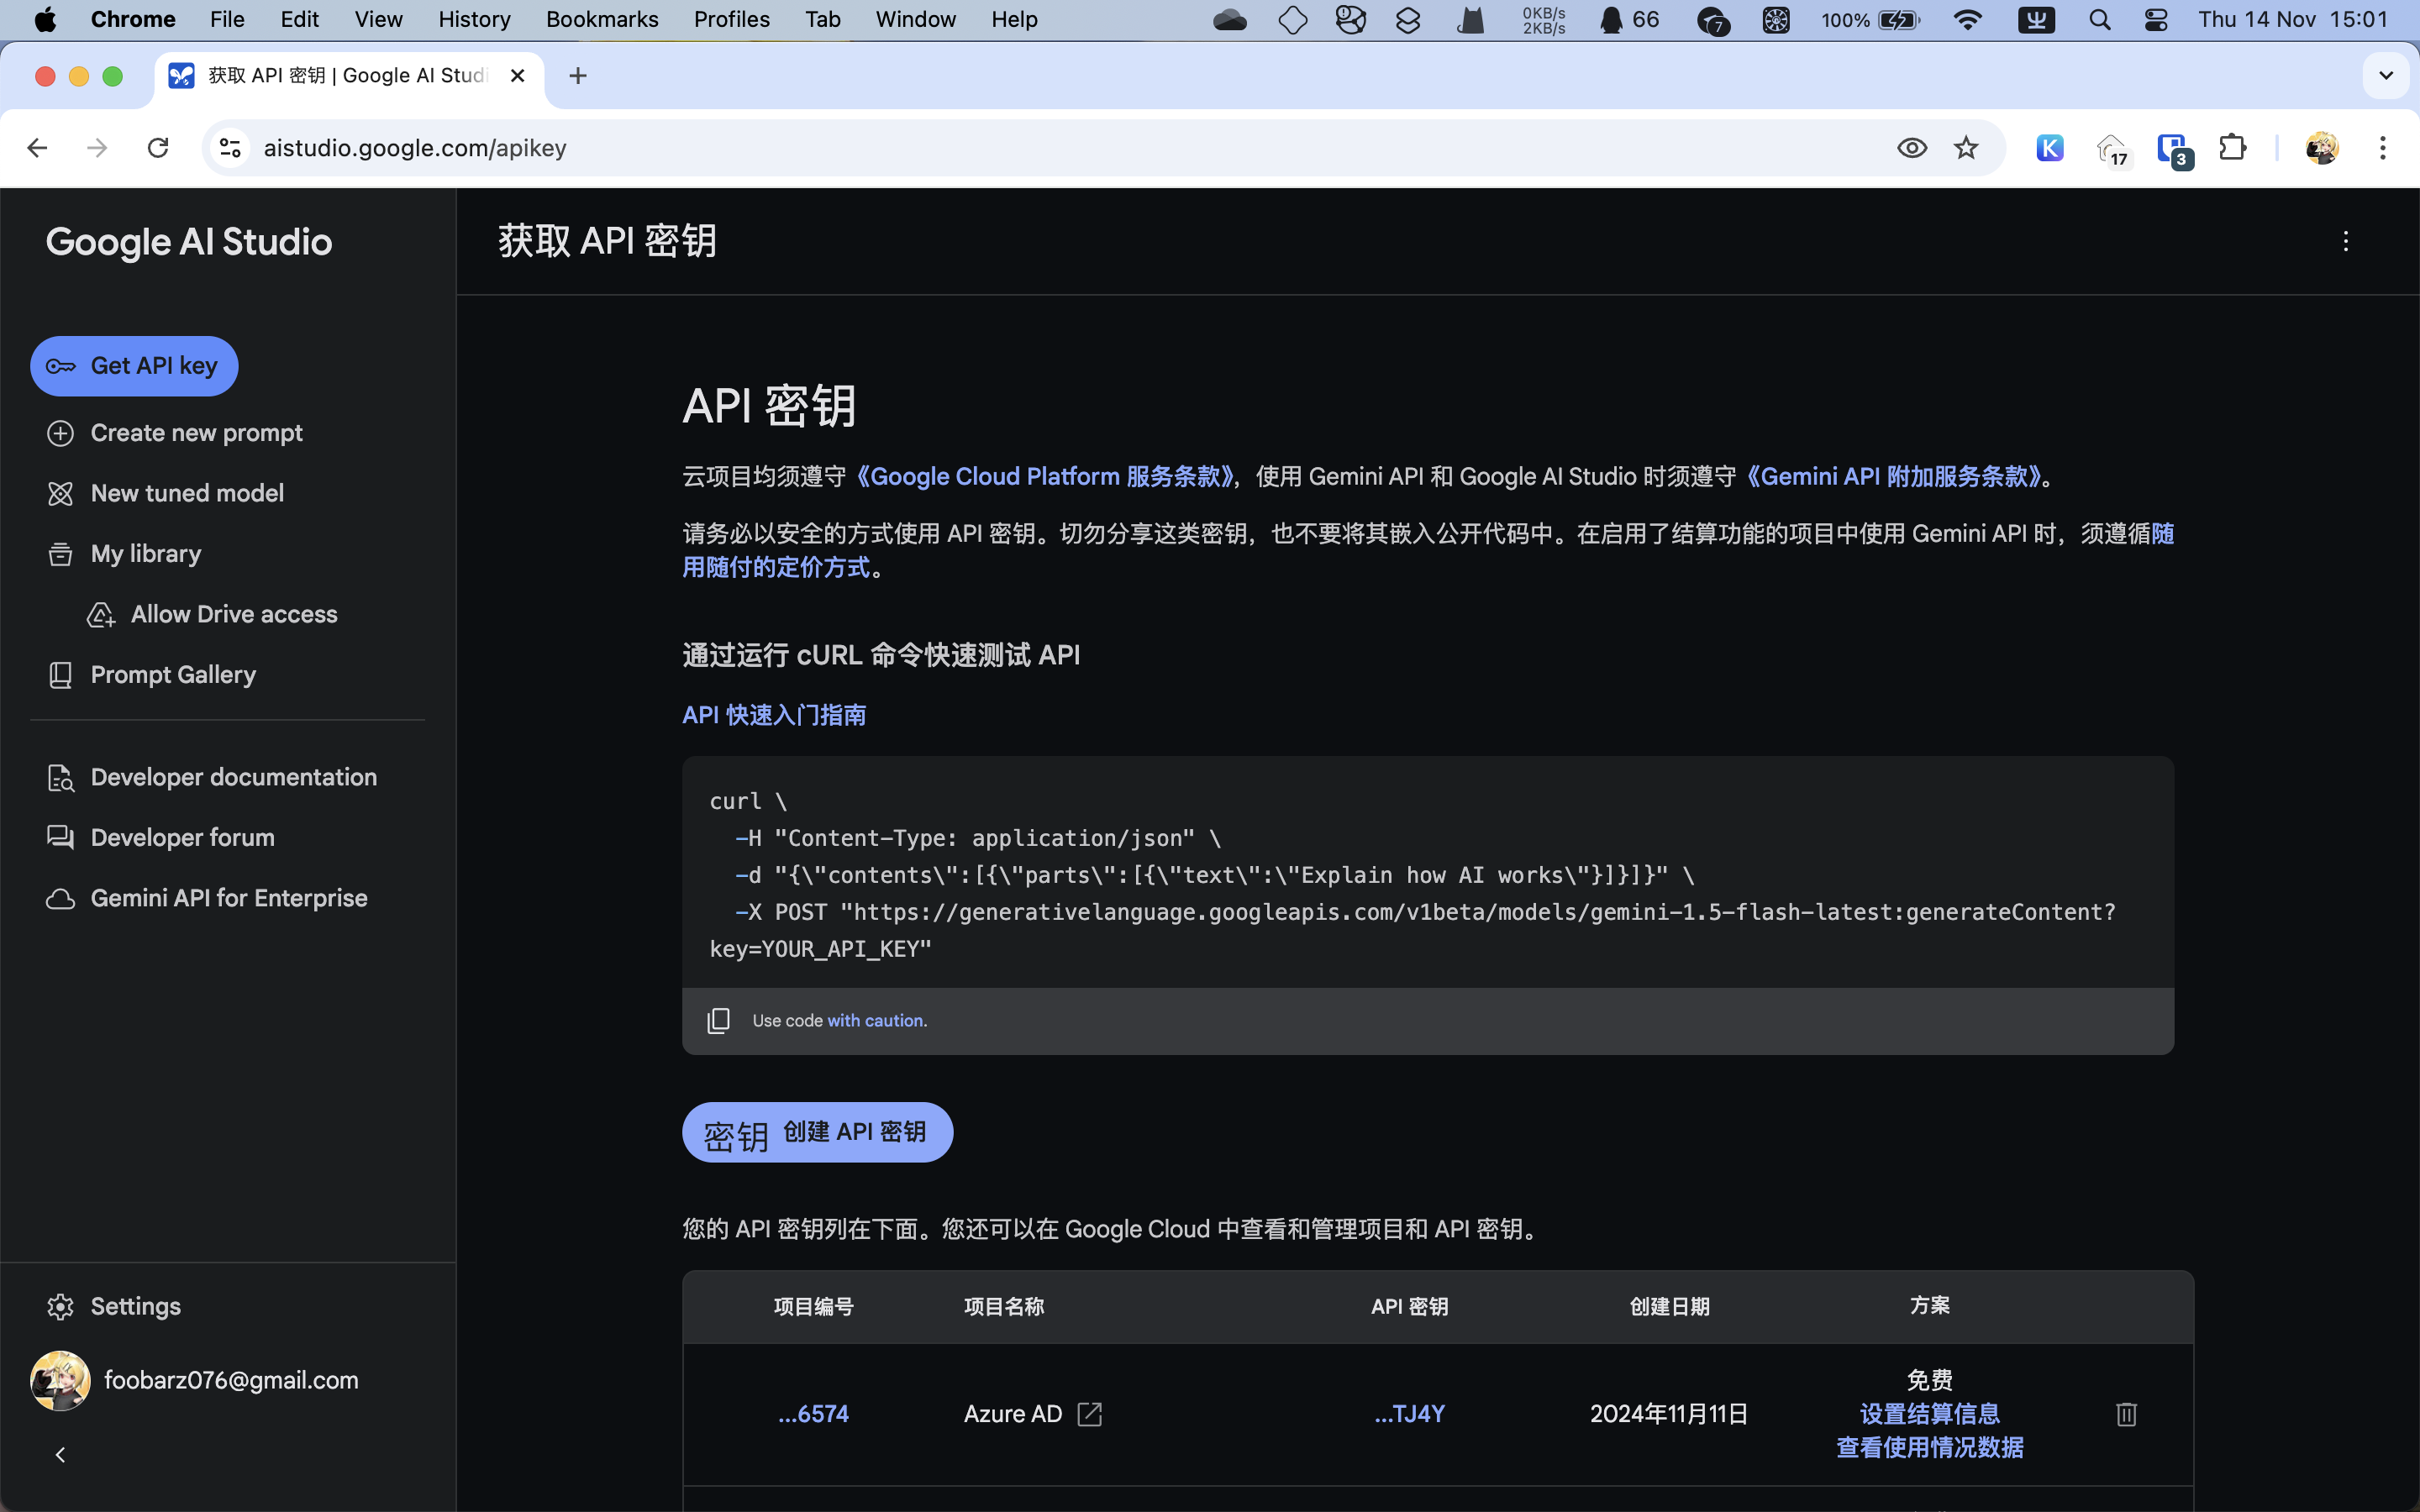 Chrome File Edit View History Bookmarks Profiles Tab Window Help 0KB/s 2KB/s 66 7 100% Thu 14 Nov 15:01
获取 API 密钥 | Google AI Studi
aistudio.google.com/apikey K 17 3
Google AI Studio
Get API key
Create new prompt
New tuned model
My library
Allow Drive access
Prompt Gallery
Developer documentation
Developer forum
Gemini API for Enterprise
Settings
foobarz076@gmail.com
获取 API 密钥
API 密钥
云项目均须遵守《Google Cloud Platform 服务条款》，使用 Gemini API 和 Google AI Studio 时须遵守《Gemini API 附加服务条款》。
请务必以安全的方式使用 API 密钥。切勿分享这类密钥，也不要将其嵌入公开代码中。在启用了结算功能的项目中使用 Gemini API 时，须遵循随
用随付的定价方式。
通过运行 cURL 命令快速测试 API
API 快速入门指南
curl \
-H "Content-Type: application/json" \
-d "{\"contents\":[{\"parts\":[{\"text\":\"Explain how AI works\"}]}]}" \
-X POST "https://generativelanguage.googleapis.com/v1beta/models/gemini-1.5-flash-latest:generateContent?
key=YOUR_API_KEY"
Use code with caution.
密钥 创建 API 密钥
您的 API 密钥列在下面。您还可以在 Google Cloud 中查看和管理项目和 API 密钥。
项目编号 项目名称 API 密钥 创建日期 方案
...6574 Azure AD ...TJ4Y 2024年11月11日 免费
设置结算信息
查看使用情况数据